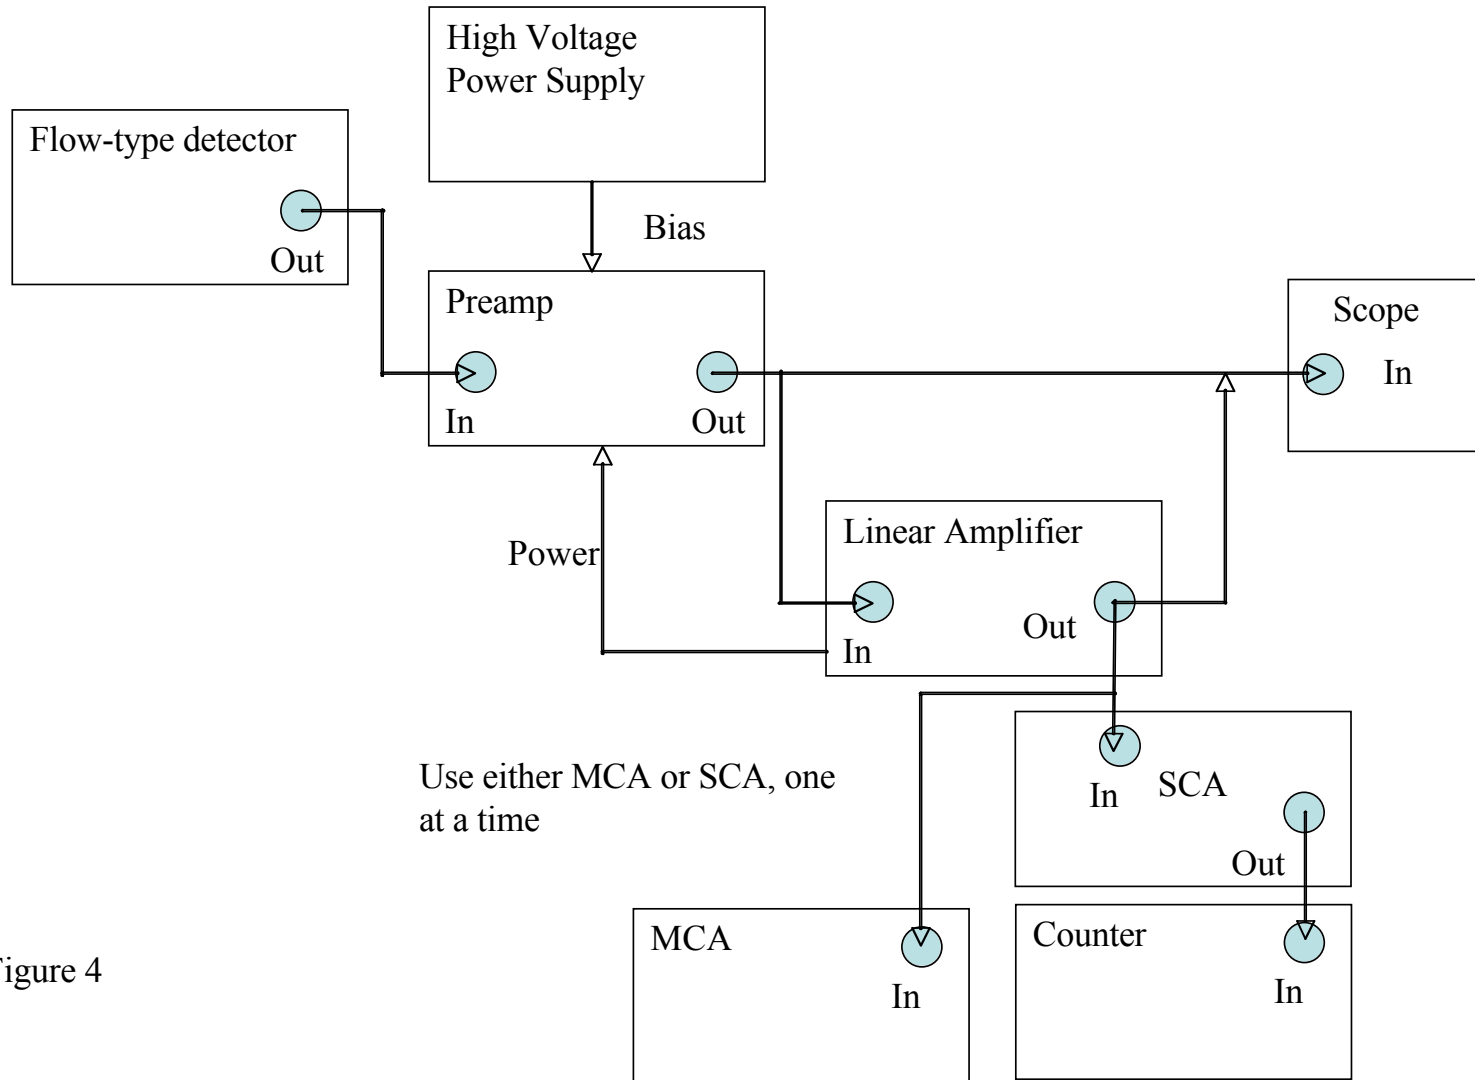 High Voltage
Power Supply
Flow-type detector
Out
Bias
Preamp
In
Out
Scope
In
Power
Linear Amplifier
In
Out
Use either MCA or SCA, one
at a time
In
SCA
Out
MCA
In
Counter
In
igure 4